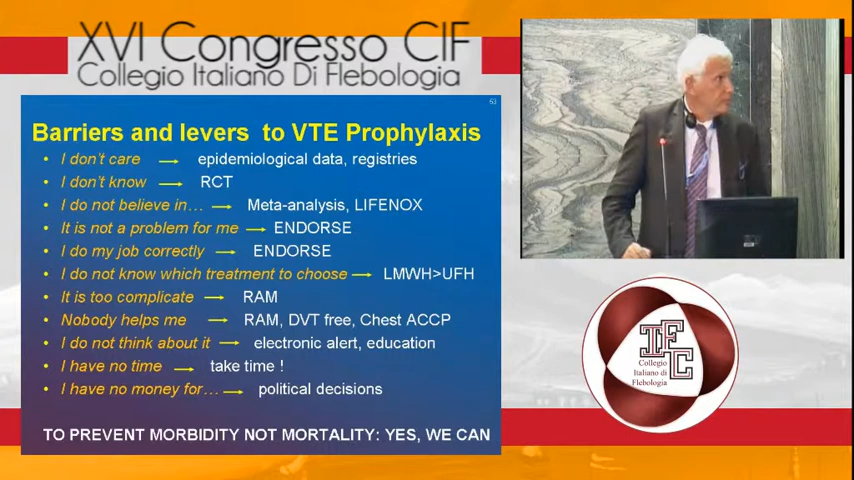 XVI Congresso CIF
Collegio Italiano Di Flebologia
53
Barriers and levers to VTE Prophylaxis
• I don't care → epidemiological data, registries
• I don't know → RCT
• I do not believe in... → Meta-analysis, LIFENOX
• It is not a problem for me → ENDORSE
• I do my job correctly → ENDORSE
• I do not know which treatment to choose → LMWH>UFH
• It is too complicate → RAM
• Nobody helps me → RAM, DVT free, Chest ACCP
• I do not think about it → electronic alert, education
• I have no time → take time !
• I have no money for... → political decisions
TO PREVENT MORBIDITY NOT MORTALITY: YES, WE CAN
CIF
Collegio
Italiano di
Flebologia